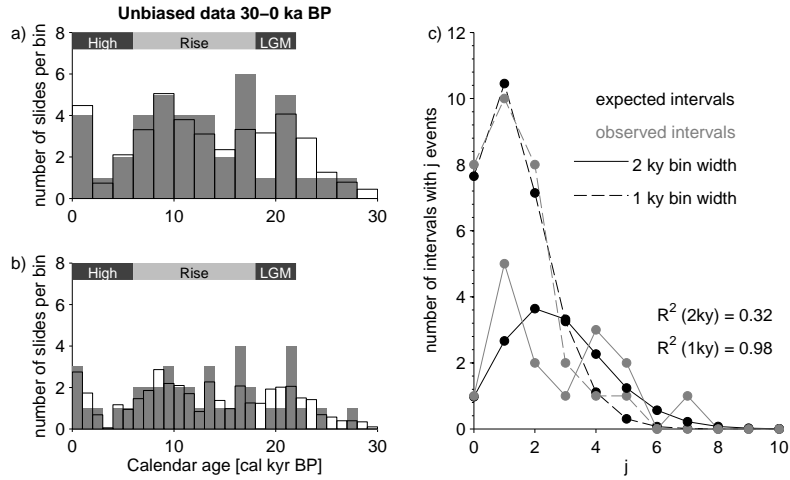 Unbiased data 30–0 ka BP
a)
High
Rise
LGM
number of slides per bin
8
6
4
2
0
0
10
20
30
b)
High
Rise
LGM
number of slides per bin
8
6
4
2
0
0
10
20
30
Calendar age [cal kyr BP]
c)
number of intervals with j events
12
10
8
6
4
2
0
expected intervals
observed intervals
2 ky bin width
1 ky bin width
R² (2ky) = 0.32
R² (1ky) = 0.98
0
2
4
6
8
10
j